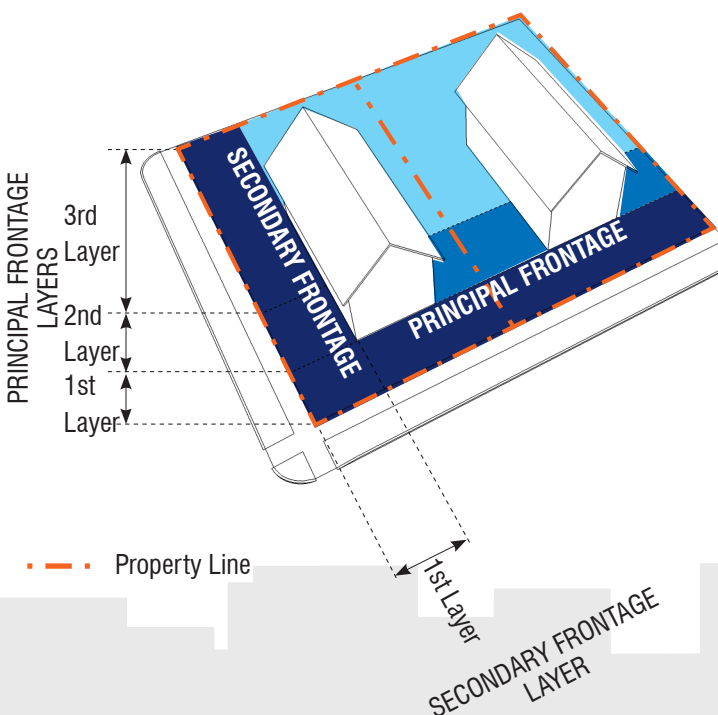 PRINCIPAL FRONTAGE
LAYERS
3rd
Layer
2nd
Layer
1st
Layer
SECONDARY FRONTAGE
PRINCIPAL FRONTAGE
Property Line
1st Layer
SECONDARY FRONTAGE
LAYER